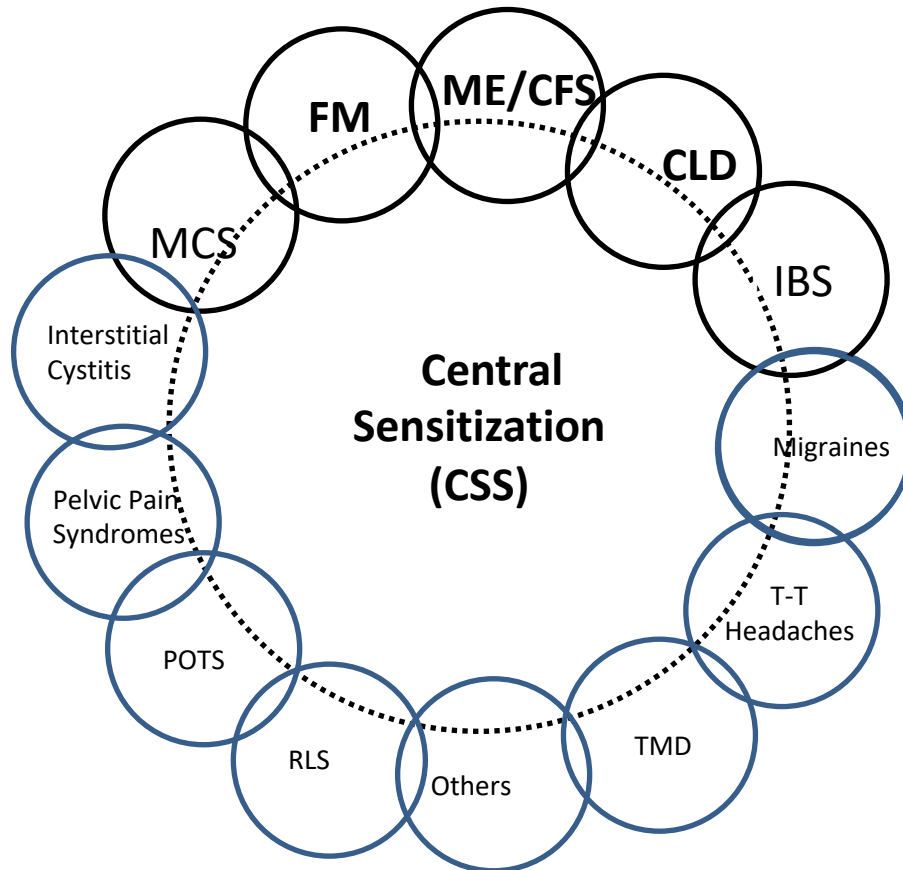 ME/CFS
FM
CLD
MCS
IBS
Interstitial
Cystitis
Central
Sensitization
(CSS)
Migraines
Pelvic Pain
Syndromes
T-T
Headaches
POTS
RLS
Others
TMD